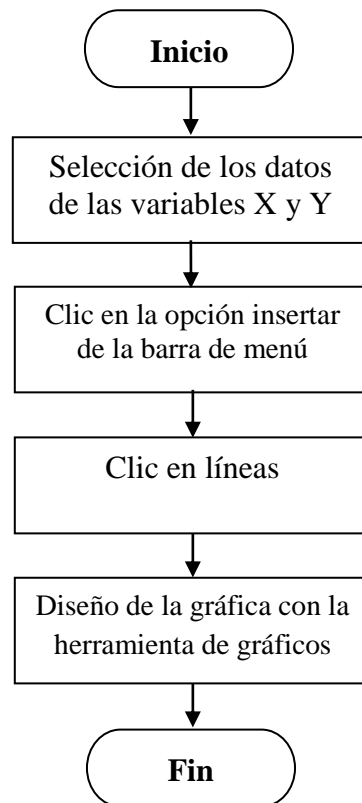 Inicio
Selección de los datos
de las variables X y Y
Clic en la opción insertar
de la barra de menú
Clic en líneas
Diseño de la gráfica con la
herramienta de gráficos
Fin